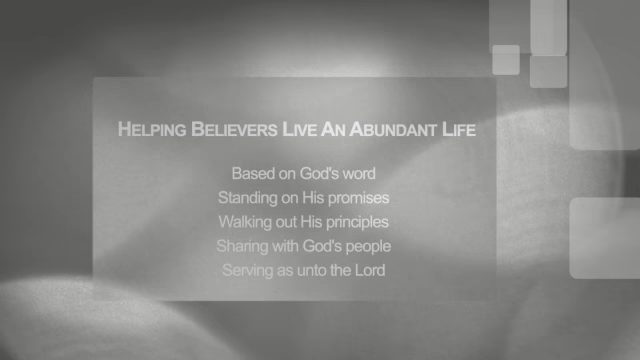 Helping Believers Live An Abundant Life
Based on God's word
Standing on His promises
Walking out His principles
Sharing with God's people
Serving as unto the Lord